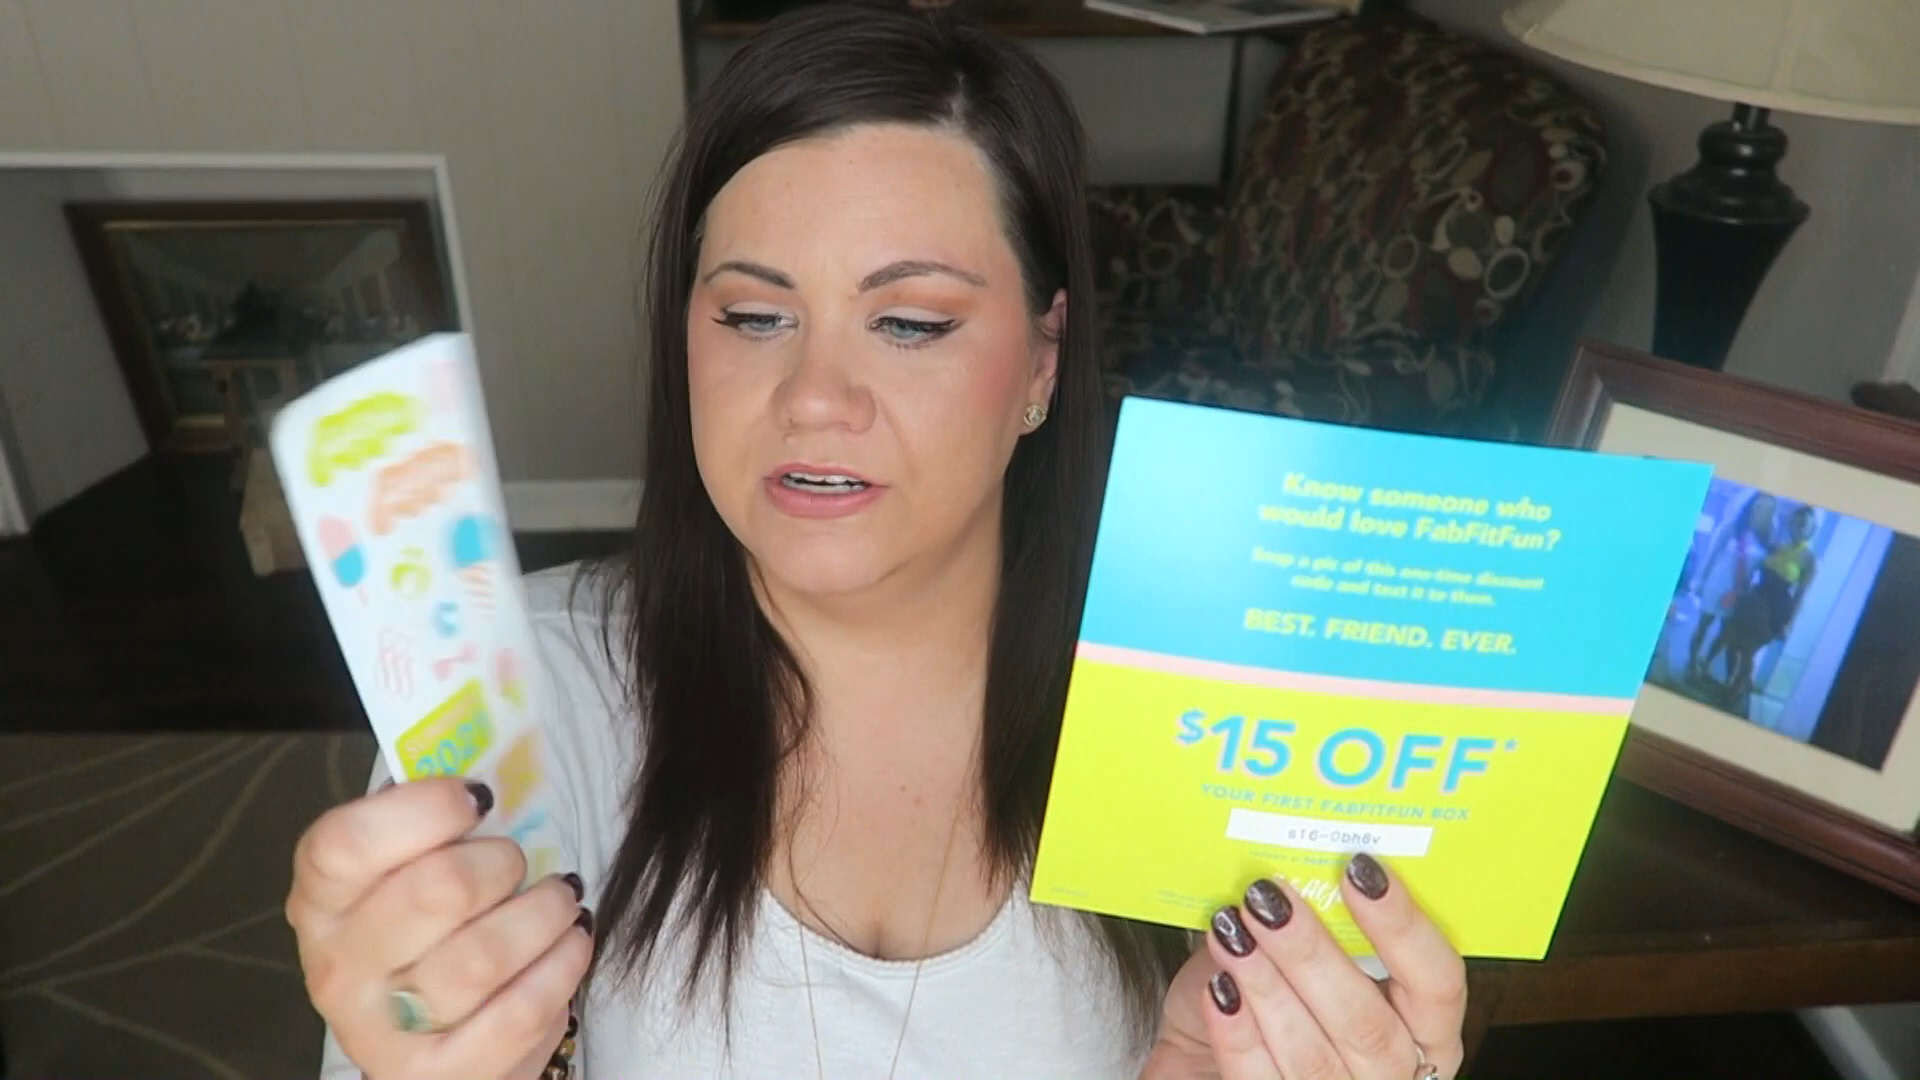 Know someone who
would love FabFitFun?
Snap a pic of this one-time discount
code and text it to them.
BEST. FRIEND. EVER.
$15 OFF*
YOUR FIRST FABFITFUN BOX
s16-0bh8v
2021